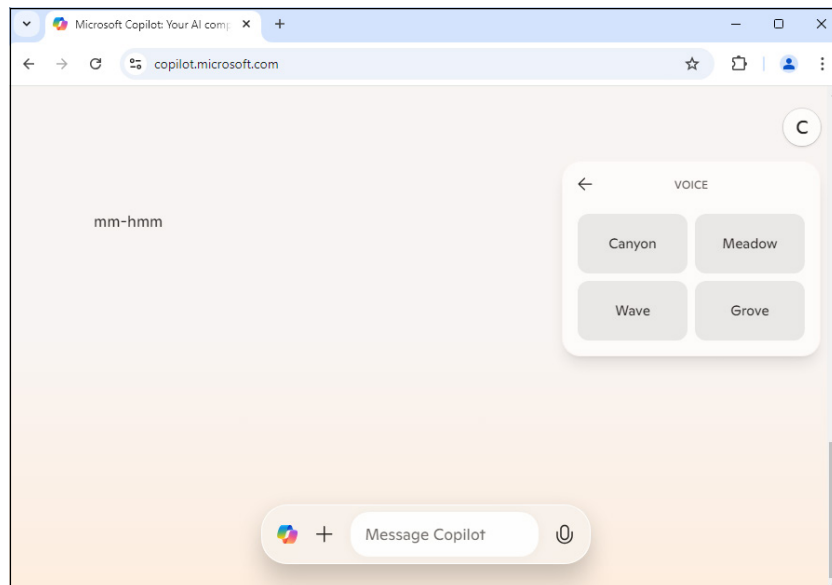 Microsoft Copilot: Your AI comp
copilot.microsoft.com
C
VOICE
mm-hmm
Canyon
Meadow
Wave
Grove
Message Copilot